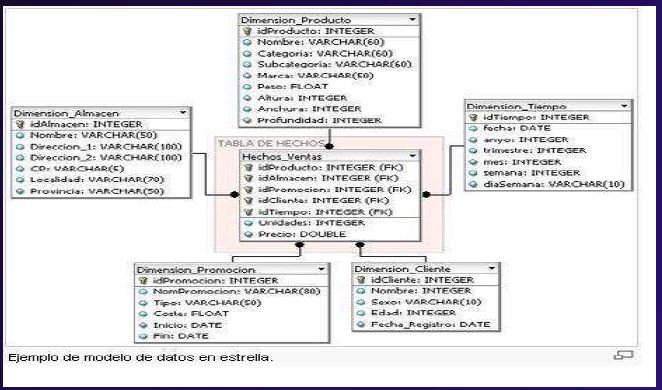 Dimension_Producto
idProducto: INTEGER
Nombre: VARCHAR(60)
Categoria: VARCHAR(60)
Subcategoria: VARCHAR(60)
Marca: VARCHAR(50)
Peso: FLOAT
Altura: INTEGER
Anchura: INTEGER
Profundidad: INTEGER
Dimension_Almacen
idAlmacen: INTEGER
Nombre: VARCHAR(50)
Direccion_1: VARCHAR(100)
Direccion_2: VARCHAR(100)
CP: VARCHAR(5)
Localidad: VARCHAR(70)
Provincia: VARCHAR(50)
TABLA DE HECHOS
Hechos_Ventas
idProducto: INTEGER (FK)
idAlmacen: INTEGER (FK)
idPromocion: INTEGER (FK)
idCliente: INTEGER (FK)
idTiempo: INTEGER (FK)
Unidades: INTEGER
Precio: DOUBLE
Dimension_Tiempo
idTiempo: INTEGER
fecha: DATE
anyo: INTEGER
trimestre: INTEGER
mes: INTEGER
semana: INTEGER
diaSemana: VARCHAR(10)
Dimension_Promocion
idPromocion: INTEGER
NomPromocion: VARCHAR(80)
Tipo: VARCHAR(50)
Coste: FLOAT
Inicio: DATE
Fin: DATE
Dimension_Cliente
idCliente: INTEGER
Nombre: INTEGER
Sexo: VARCHAR(10)
Edad: INTEGER
Fecha_Registro: DATE
Ejemplo de modelo de datos en estrella.